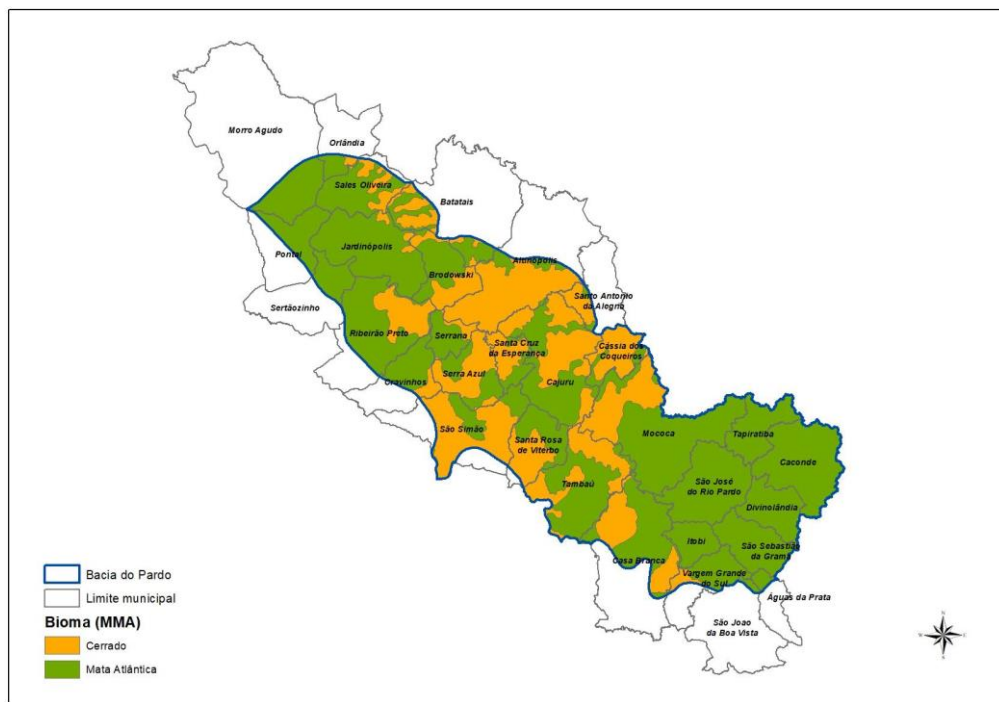 Morro Agudo
Orlândia
Sales Oliveira
Batatais
Pontal
Jardinópolis
Altinópolis
Brodowski
Santo Antonio
da Alegria
Sertãozinho
Ribeirão Preto
Serrana
Santa Cruz
da Esperança
Cássia dos
Coqueiros
Cravinhos
Serra Azul
Cajuru
São Simão
Santa Rosa
de Viterbo
Mococa
Tapiratiba
Caconde
Tambaú
São José
do Rio Pardo
Divinolândia
Itobi
São Sebastião
da Grama
Casa Branca
Vargem Grande
do Sul
Águas da Prata
São Joao
da Boa Vista
Bacia do Pardo
Limite municipal
Bioma (MMA)
Cerrado
Mata Atlântica
N
W
E
S